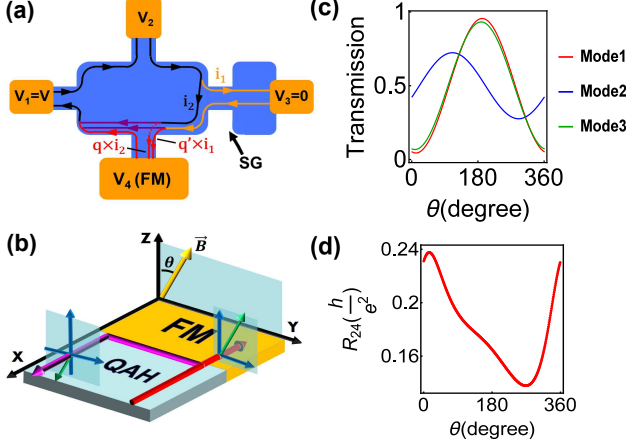 (a)
V₂
V₁=V
i₁
i₂
V₃=0
q×i₂
q'×i₁
SG
V₄ (FM)
(b)
Z
θ
B⃗
Y
X
FM
QAH
(c)
Transmission
1
0.5
0
0 180 360
θ(degree)
Mode1
Mode2
Mode3
(d)
R₂₄(h/e²)
0.24
0.2
0.16
0 180 360
θ(degree)